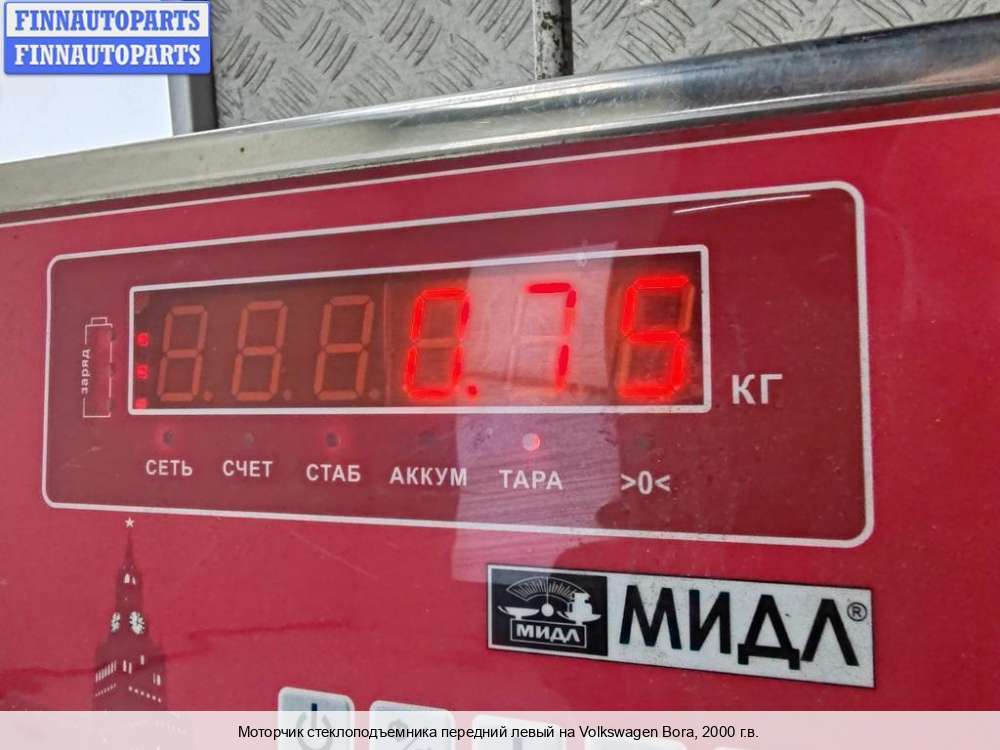 FINNAUTOPARTS
FINNAUTOPARTS
заряд
0.75
КГ
СЕТЬ СЧЕТ СТАБ АККУМ ТАРА >0<
МИДЛ МИДЛ®
Моторчик стеклоподъемника передний левый на Volkswagen Bora, 2000 г.в.